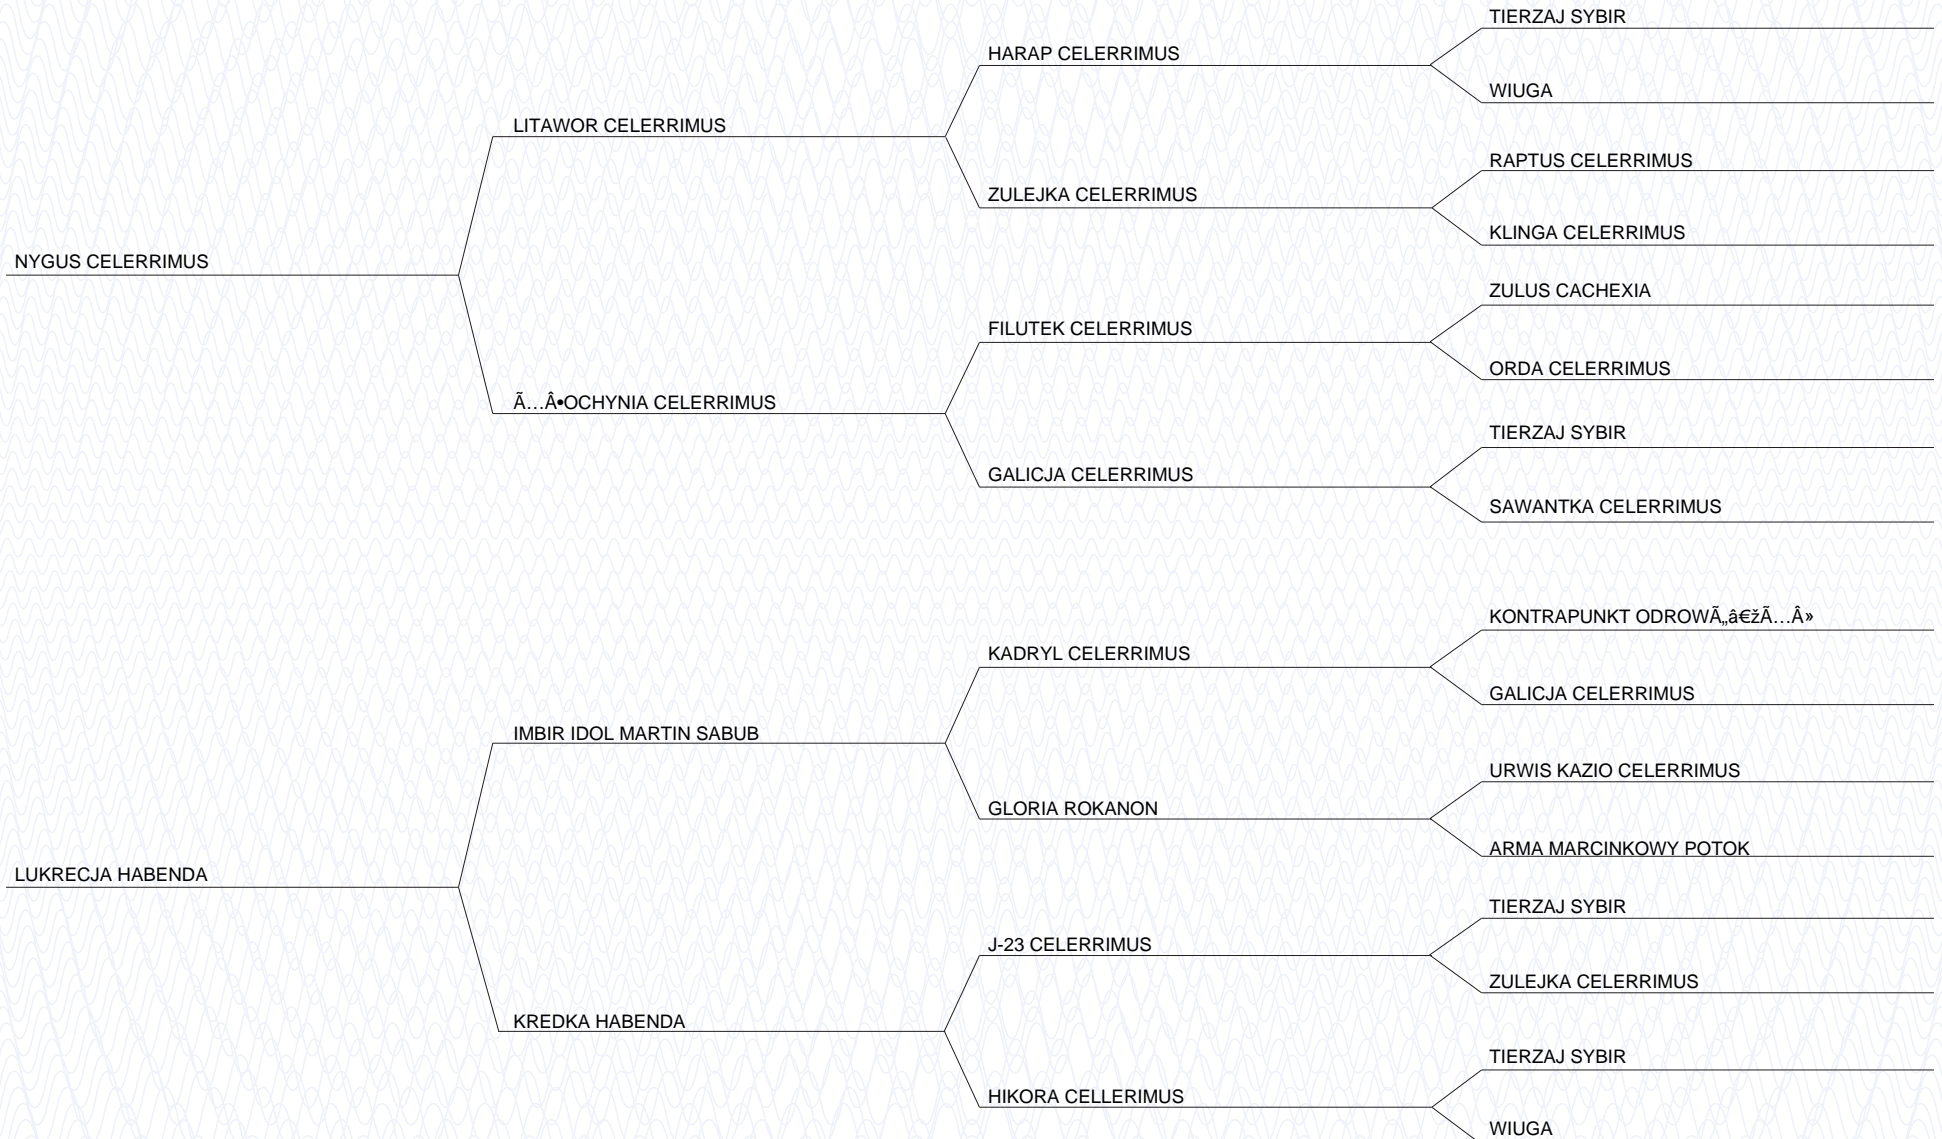 TIERZAJ SYBIR
HARAP CELERRIMUS
WIUGA
LITAWOR CELERRIMUS
RAPTUS CELERRIMUS
ZULEJKA CELERRIMUS
KLINGA CELERRIMUS
NYGUS CELERRIMUS
ZULUS CACHEXIA
FILUTEK CELERRIMUS
ORDA CELERRIMUS
Ã…Â•OCHYNIA CELERRIMUS
TIERZAJ SYBIR
GALICJA CELERRIMUS
SAWANTKA CELERRIMUS
KONTRAPUNKT ODROWÃ„â€žÃ…Â»
KADRYL CELERRIMUS
GALICJA CELERRIMUS
IMBIR IDOL MARTIN SABUB
URWIS KAZIO CELERRIMUS
GLORIA ROKANON
ARMA MARCINKOWY POTOK
LUKRECJA HABENDA
TIERZAJ SYBIR
J-23 CELERRIMUS
ZULEJKA CELERRIMUS
KREDKA HABENDA
TIERZAJ SYBIR
HIKORA CELLERIMUS
WIUGA